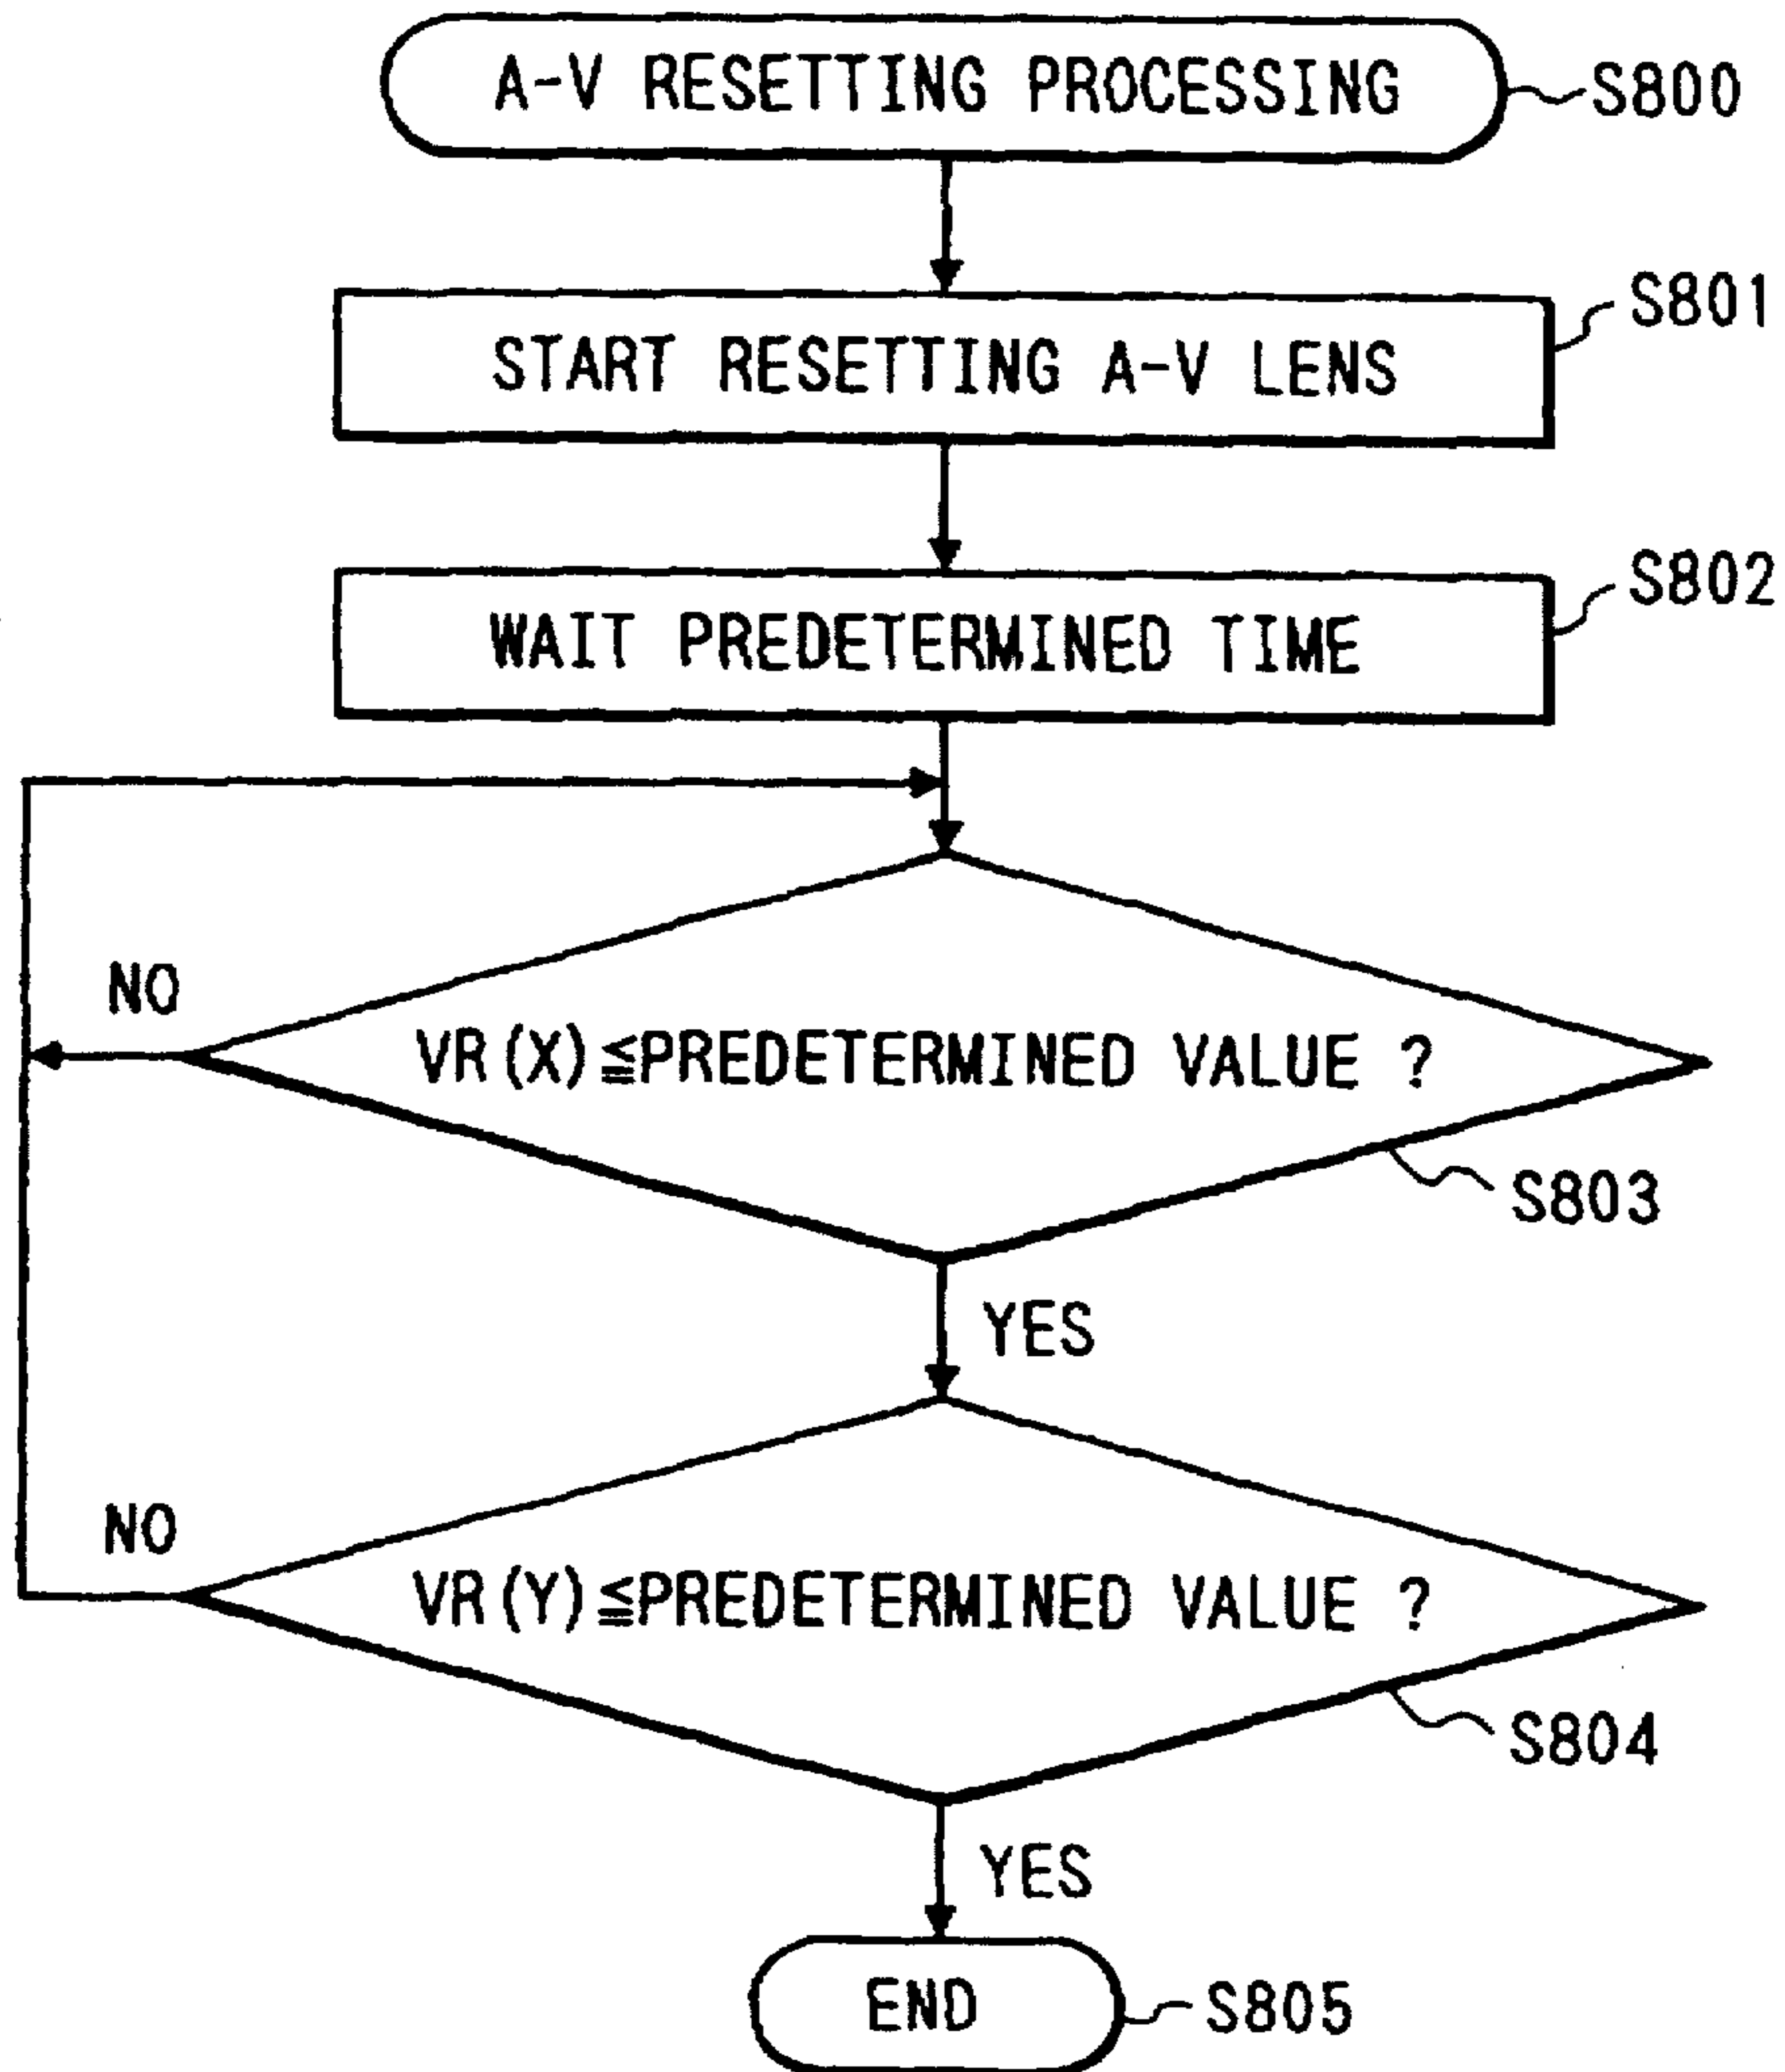 A-V RESETTING PROCESSING
S800
START RESETTING A-V LENS
S801
WAIT PREDETERMINED TIME
S802
NO
VR(X)≦PREDETERMINED VALUE ?
S803
YES
NO
VR(Y)≦PREDETERMINED VALUE ?
S804
YES
END
S805